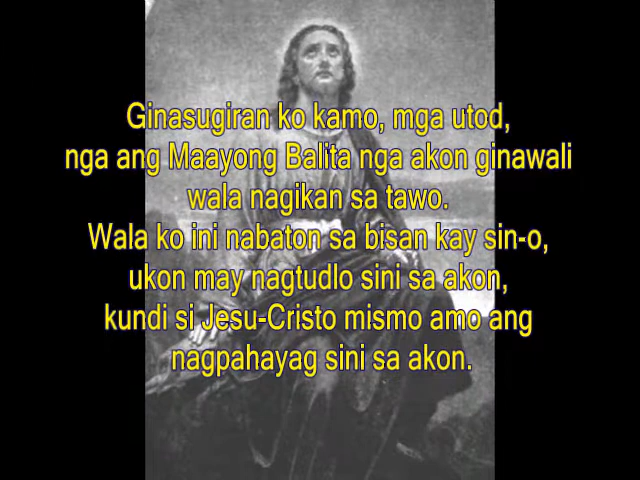 Ginasugiran ko kamo, mga utod,
nga ang Maayong Balita nga akon ginawali
wala nagikan sa tawo.
Wala ko ini nabaton sa bisan kay sin-o,
ukon may nagtudlo sini sa akon,
kundi si Jesu-Cristo mismo amo ang
nagpahayag sini sa akon.